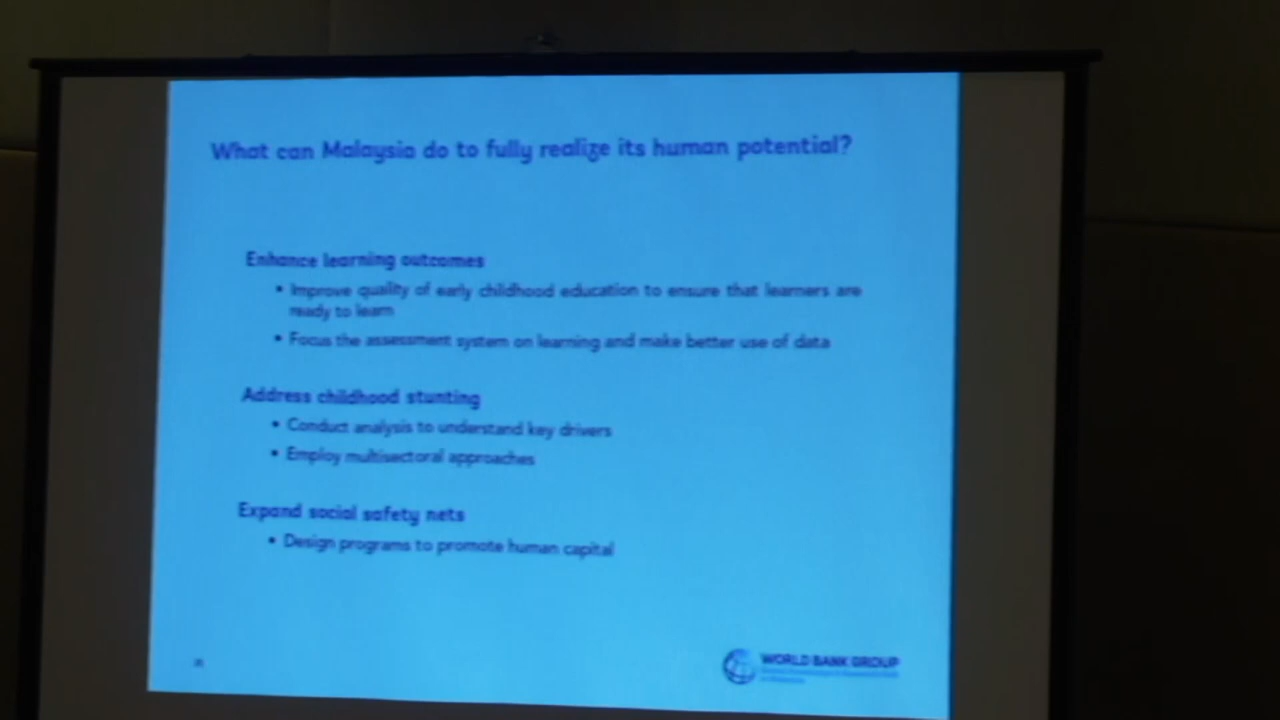 What can Malaysia do to fully realize its human potential?
Enhance learning outcomes
• Improve quality of early childhood education to ensure that learners are
ready to learn
• Focus the assessment system on learning and make better use of data
Address childhood stunting
• Conduct analysis to understand key drivers
• Employ multisectoral approaches
Expand social safety nets
• Design programs to promote human capital
WORLD BANK GROUP